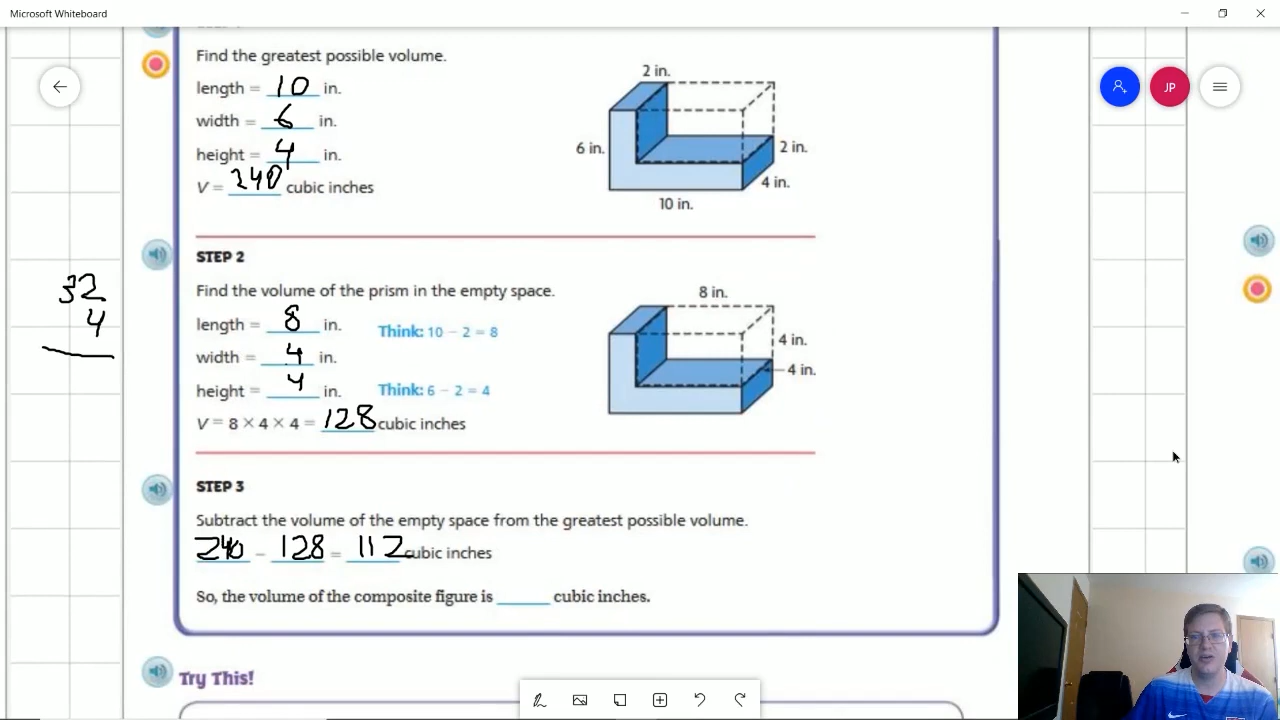 Microsoft Whiteboard
Find the greatest possible volume.
length = 10 in.
width = 6 in.
height = 4 in.
V = 240 cubic inches
2 in.
6 in.
2 in.
4 in.
10 in.
JP
STEP 2
Find the volume of the prism in the empty space.
length = 8 in. Think: 10 − 2 = 8
width = 4 in.
height = 4 in. Think: 6 − 2 = 4
V = 8 × 4 × 4 = 128 cubic inches
8 in.
4 in.
4 in.
32
4
STEP 3
Subtract the volume of the empty space from the greatest possible volume.
240 − 128 = 112 cubic inches
So, the volume of the composite figure is ______ cubic inches.
Try This!